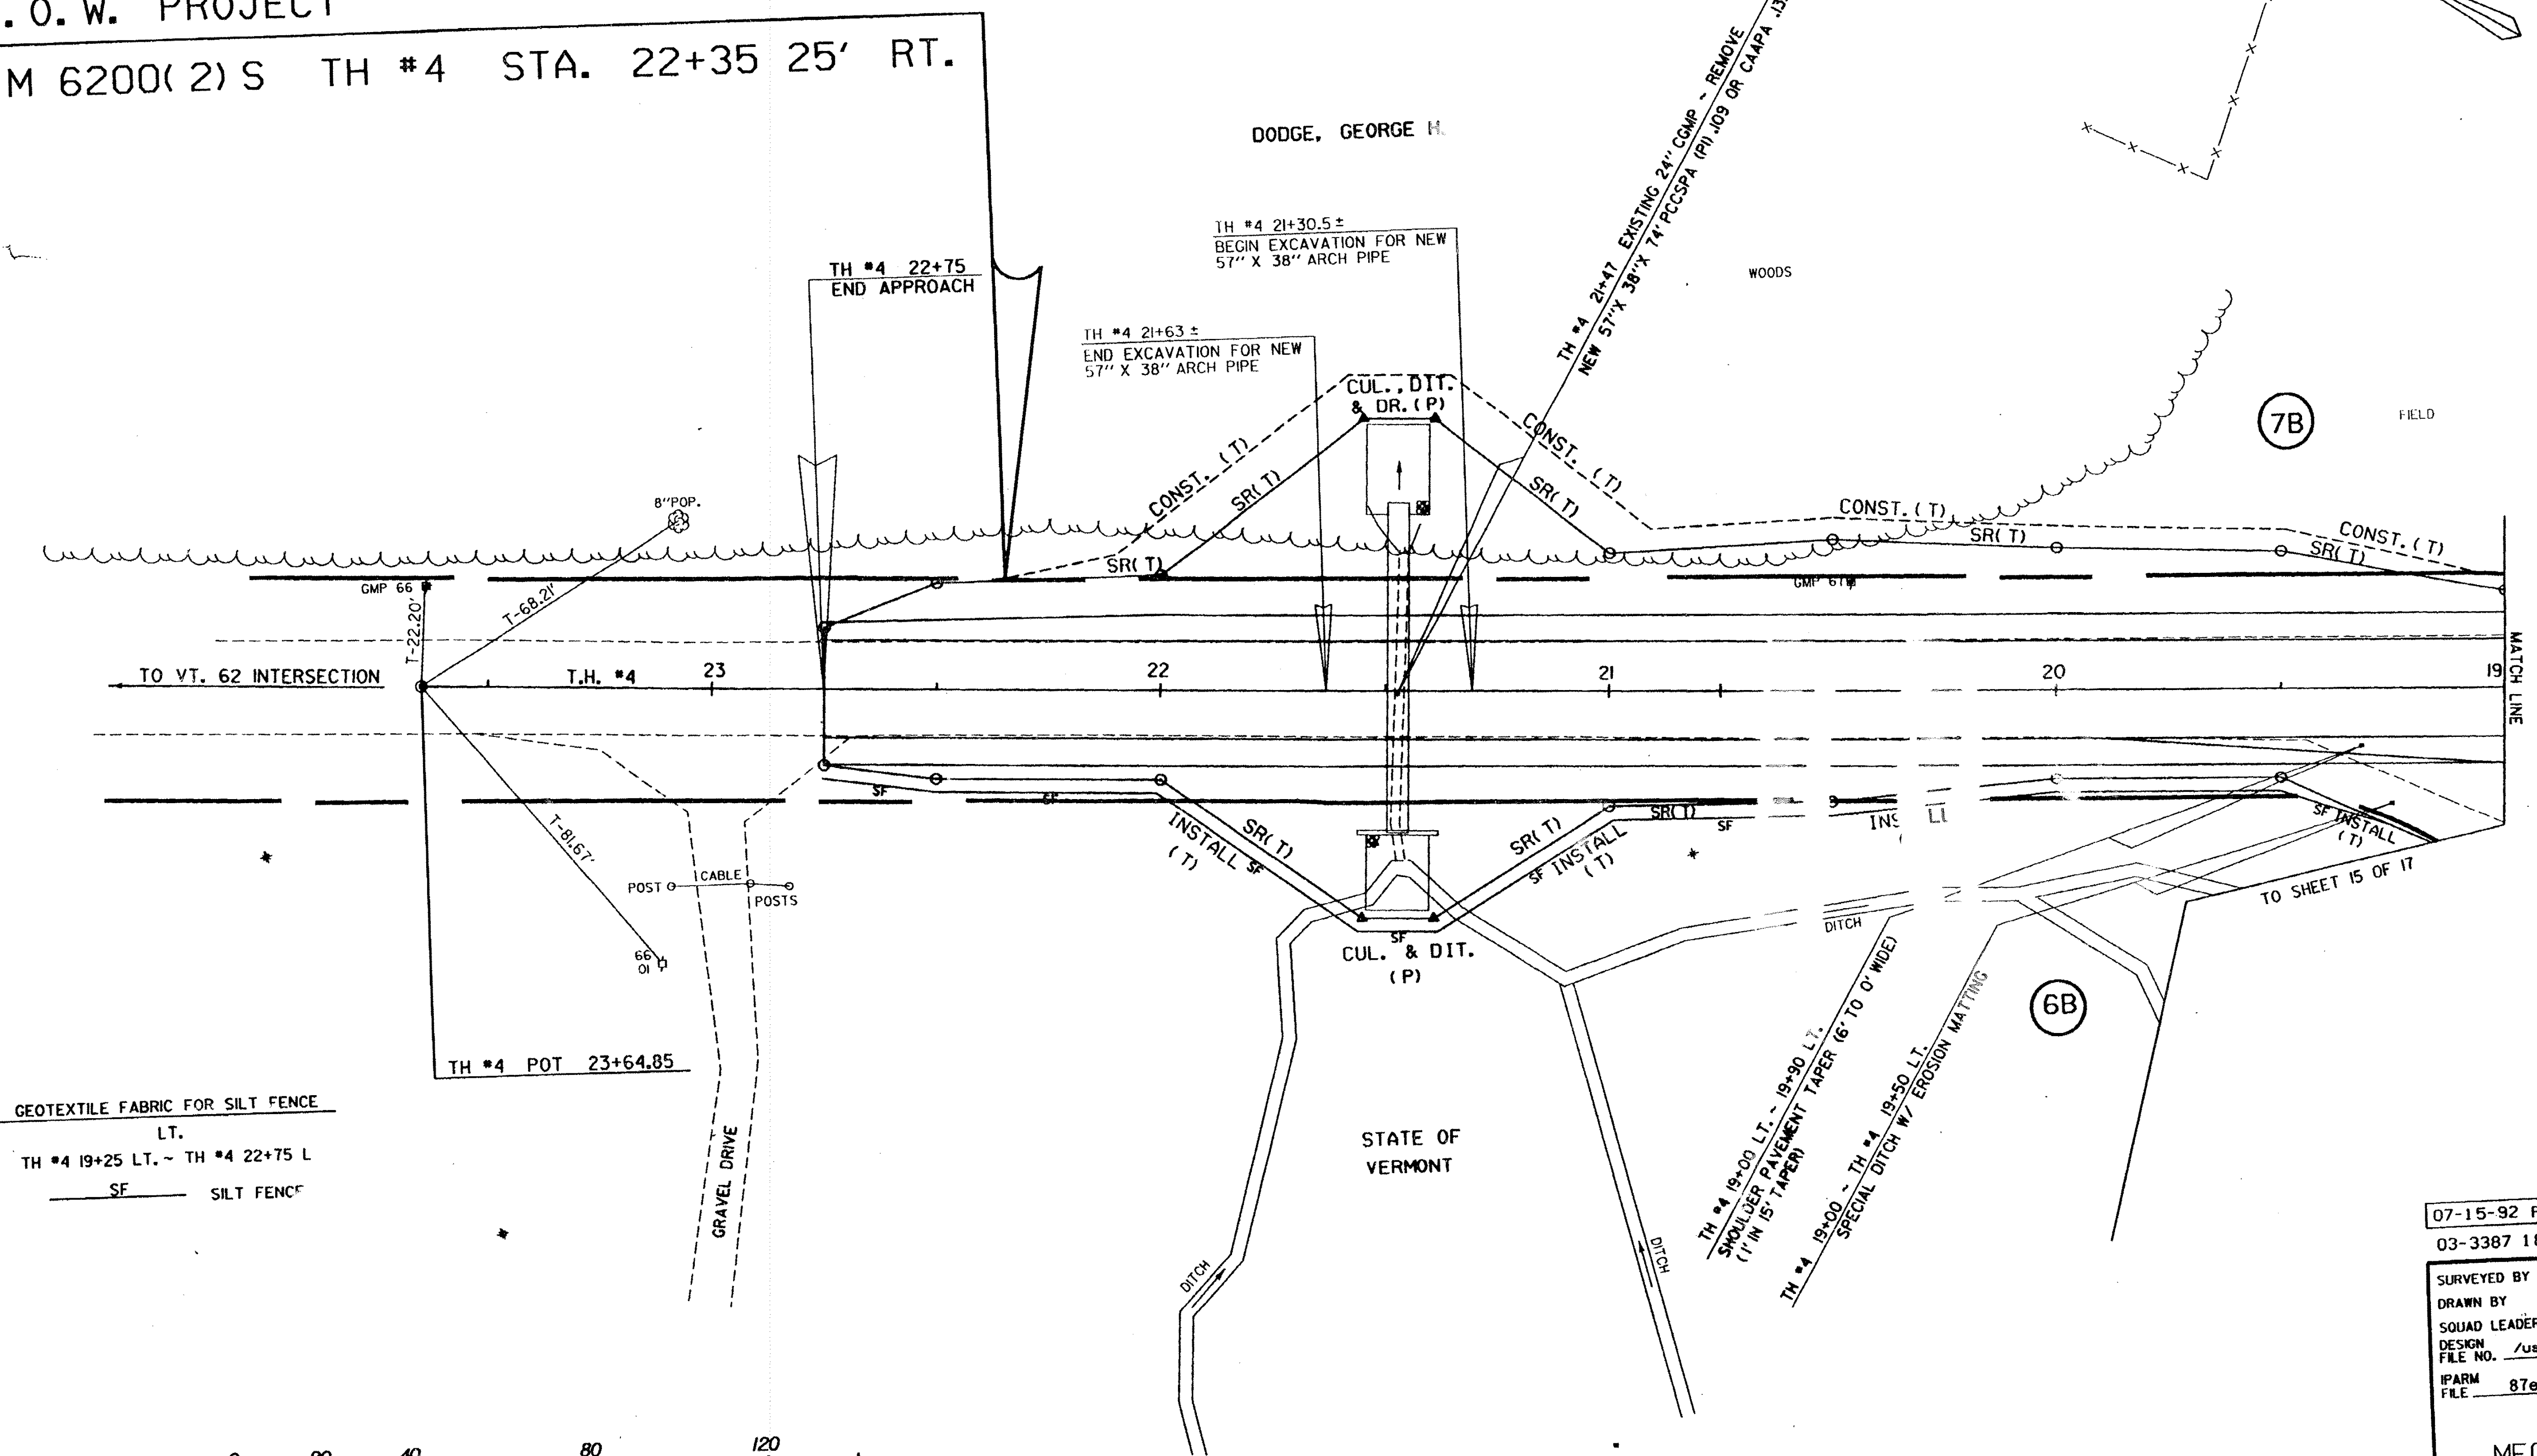 .O.W. PROJECT
M 6200(2)S TH #4 STA. 22+35 25' RT.
DODGE, GEORGE H.
TH #4 21+47 EXISTING 24" CGMP ~ REMOVE
NEW 57" X 38" X 74' PCCSPA (PI) .109 OR CAAPA .13
TH #4 21+30.5 ±
BEGIN EXCAVATION FOR NEW
57" X 38" ARCH PIPE
TH #4 22+75
END APPROACH
TH #4 21+63 ±
END EXCAVATION FOR NEW
57" X 38" ARCH PIPE
WOODS
7B
FIELD
CUL., DIT.
& DR. (P)
CONST. (T)
SR(T)
CONST. (T)
SR(T)
8" POP.
CONST. (T)
SR(T)
CONST. (T)
SR(T)
SR(T)
GMP 66
GMP 67
T-22.20'
T-68.21'
TO VT. 62 INTERSECTION
T.H. #4
23
22
21
20
19
MATCH LINE
SF
SF
T-81.67'
INSTALL SF
(T)
SR(T)
SR(T)
SF INSTALL
(T)
SR(T)
SF
INS
SF INSTALL
(T)
POST
CABLE
POSTS
TO SHEET 15 OF 17
66
01
SF
CUL. & DIT.
(P)
DITCH
6B
TH #4 POT 23+64.85
GEOTEXTILE FABRIC FOR SILT FENCE
LT.
TH #4 19+25 LT. ~ TH #4 22+75 L
SF SILT FENCE
GRAVEL DRIVE
STATE OF
VERMONT
DITCH
DITCH
TH #4 19+00 LT. ~ 19+90 LT.
SHOULDER PAVEMENT TAPER (6' TO 0' WIDE)
(1' IN 15' TAPER)
TH #4 19+00 ~ TH #4 19+50 LT.
SPECIAL DITCH W/ EROSION MATTING
07-15-92
03-3387
SURVEYED BY
DRAWN BY
SQUAD LEADER
DESIGN
FILE NO. /us
IPARM
FILE 87e
40
80
120